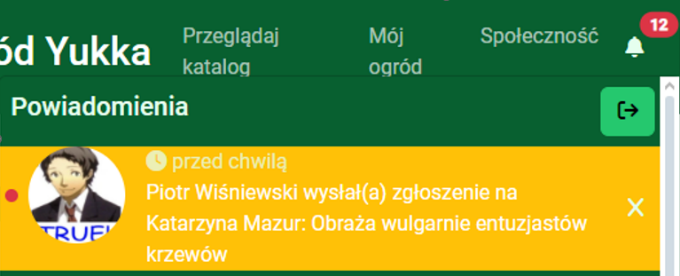 ód Yukka
Przeglądaj
katalog
Mój
ogród
Społeczność
12
Powiadomienia
przed chwilą
Piotr Wiśniewski wysłał(a) zgłoszenie na
Katarzyna Mazur: Obraża wulgarnie entuzjastów
krzewów
TRUE!